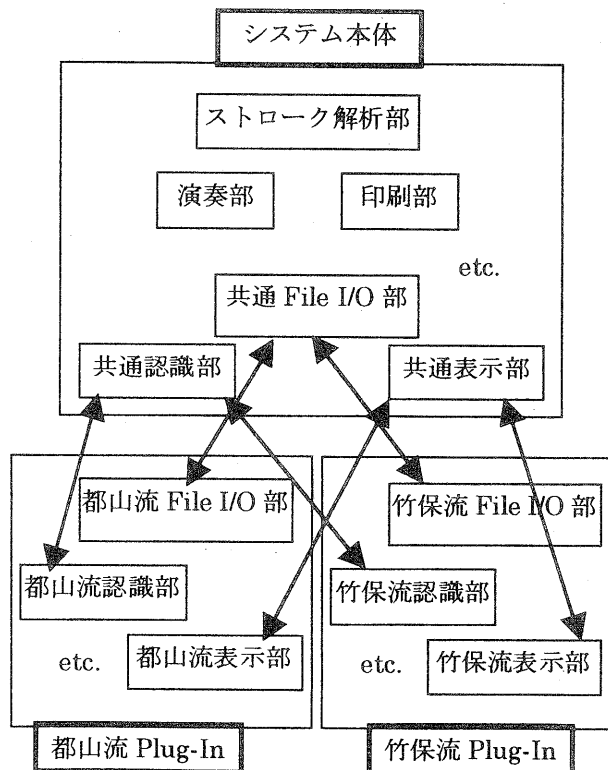 システム本体
ストローク解析部
演奏部
印刷部
etc.
共通 File I/O 部
共通認識部
共通表示部
都山流 File I/O 部
竹保流 File I/O 部
都山流認識部
竹保流認識部
etc.
都山流表示部
etc.
竹保流表示部
都山流 Plug-In
竹保流 Plug-In